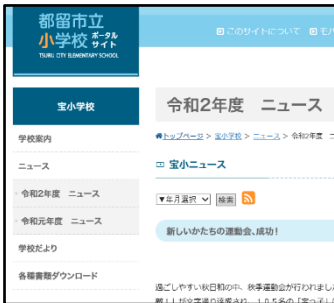 都留市立
小学校 ポータルサイト
TSURU CITY ELEMENTARY SCHOOL
このサイトについて
宝小学校
令和2年度 ニュース
学校案内
トップページ > 宝小学校 > ニュース > 令和2年度
ニュース
宝小ニュース
令和2年度 ニュース
▼年月選択 検索
令和元年度 ニュース
新しいかたちの運動会、成功!
学校だより
各種書類ダウンロード
過ごしやすい秋日和の中、秋季運動会が行われまし